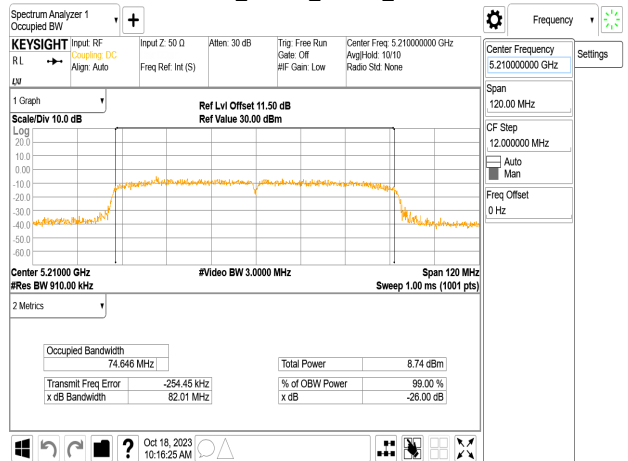 Spectrum Analyzer 1
Occupied BW
Frequency
KEYSIGHT
Input: RF
Input Z: 50 Ω
Atten: 30 dB
Trig: Free Run
Center Freq: 5.210000000 GHz
R L
Coupling: DC
Gate: Off
Avg|Hold: 10/10
Align: Auto
Freq Ref: Int (S)
#IF Gain: Low
Radio Std: None
LXI
Center Frequency
5.210000000 GHz
Settings
Span
120.00 MHz
CF Step
12.000000 MHz
Auto
Man
Freq Offset
0 Hz
1 Graph
Ref Lvl Offset 11.50 dB
Scale/Div 10.0 dB
Ref Value 30.00 dBm
Log
20.0
10.0
0.00
-10.0
-20.0
-30.0
-40.0
-50.0
-60.0
Center 5.21000 GHz
#Video BW 3.0000 MHz
Span 120 MHz
#Res BW 910.00 kHz
Sweep 1.00 ms (1001 pts)
2 Metrics
Occupied Bandwidth
74.646 MHz
Total Power
8.74 dBm
Transmit Freq Error
-254.45 kHz
% of OBW Power
99.00 %
x dB Bandwidth
82.01 MHz
x dB
-26.00 dB
?
Oct 18, 2023
10:16:25 AM